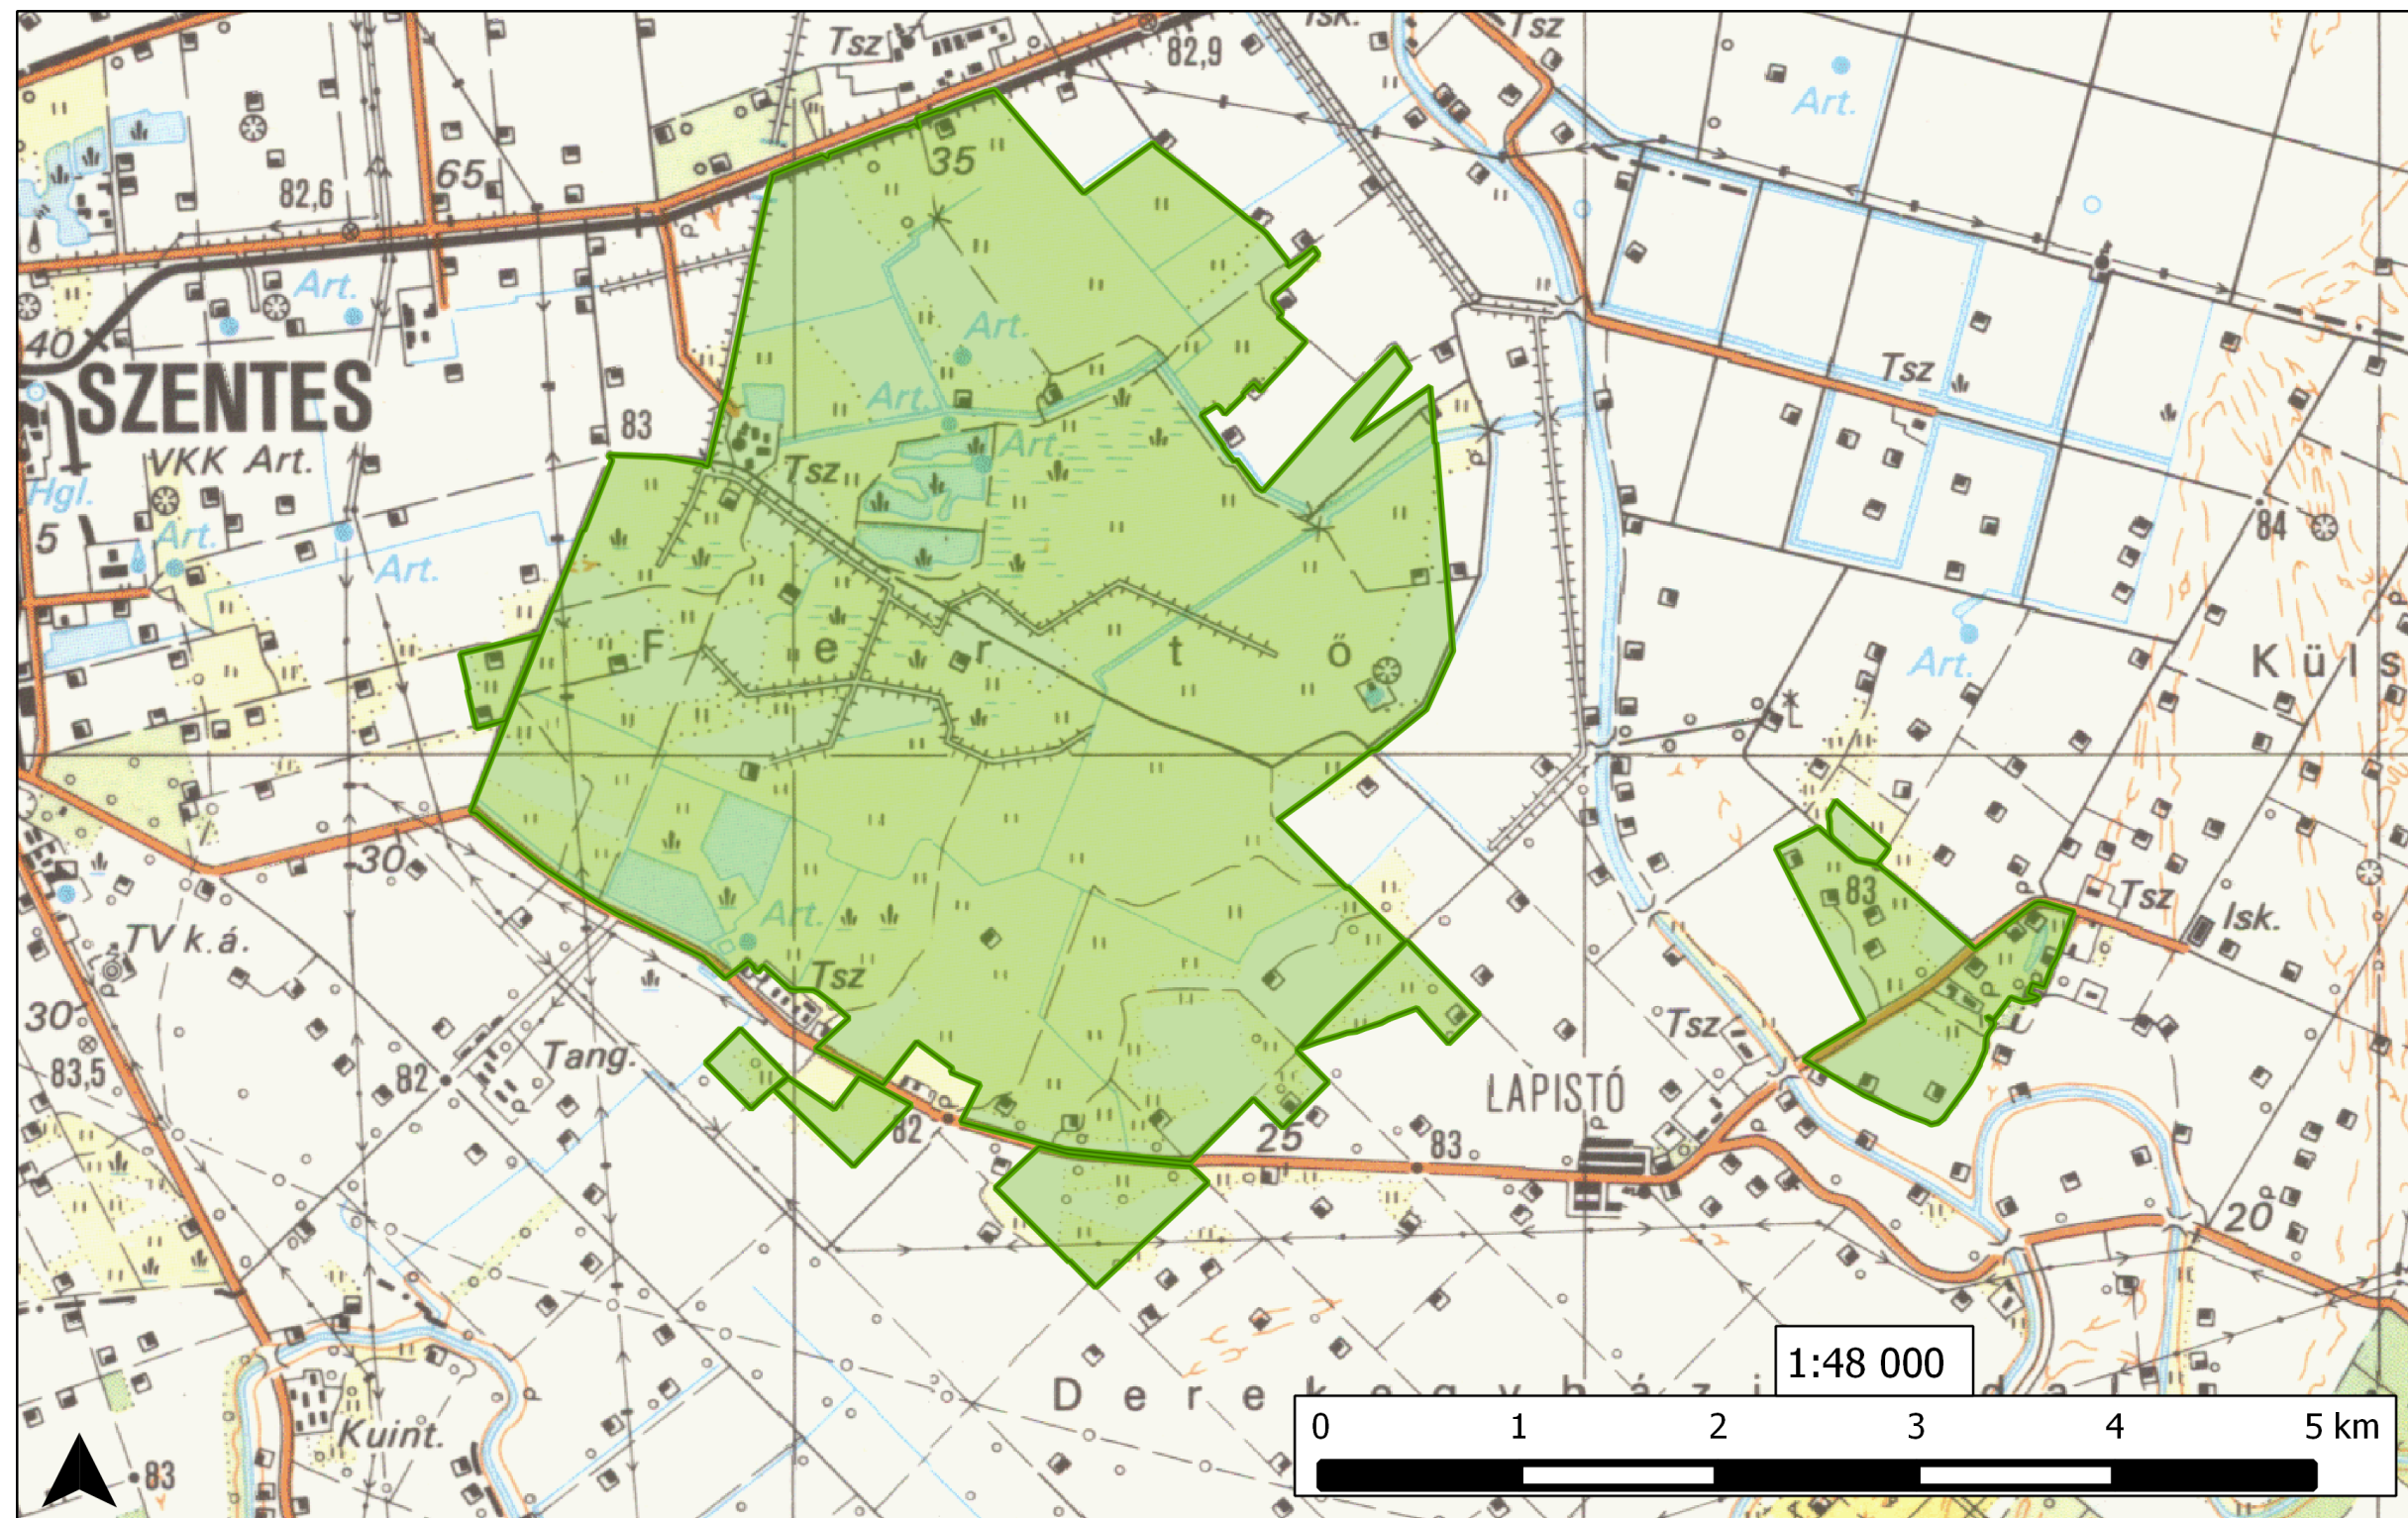 Isk.
Tsz
Tsz
82,9
Art.
35
65
82,6
Art.
Art.
40
SZENTES
Art.
Tsz
83
Art.
VKK Art.
Tsz
Hgl.
5
Art.
84
Art.
F e r t ő
Art.
K ü l s
L
30
83
Art.
Tsz
Isk.
TV k.á.
Tsz
30
Tsz
Tang.
83,5
82
LAPISTÓ
82
25
83
20
1:48 000
D e r e k e g y h á z i
d a l
Kuint.
0 1 2 3 4 5 km
83